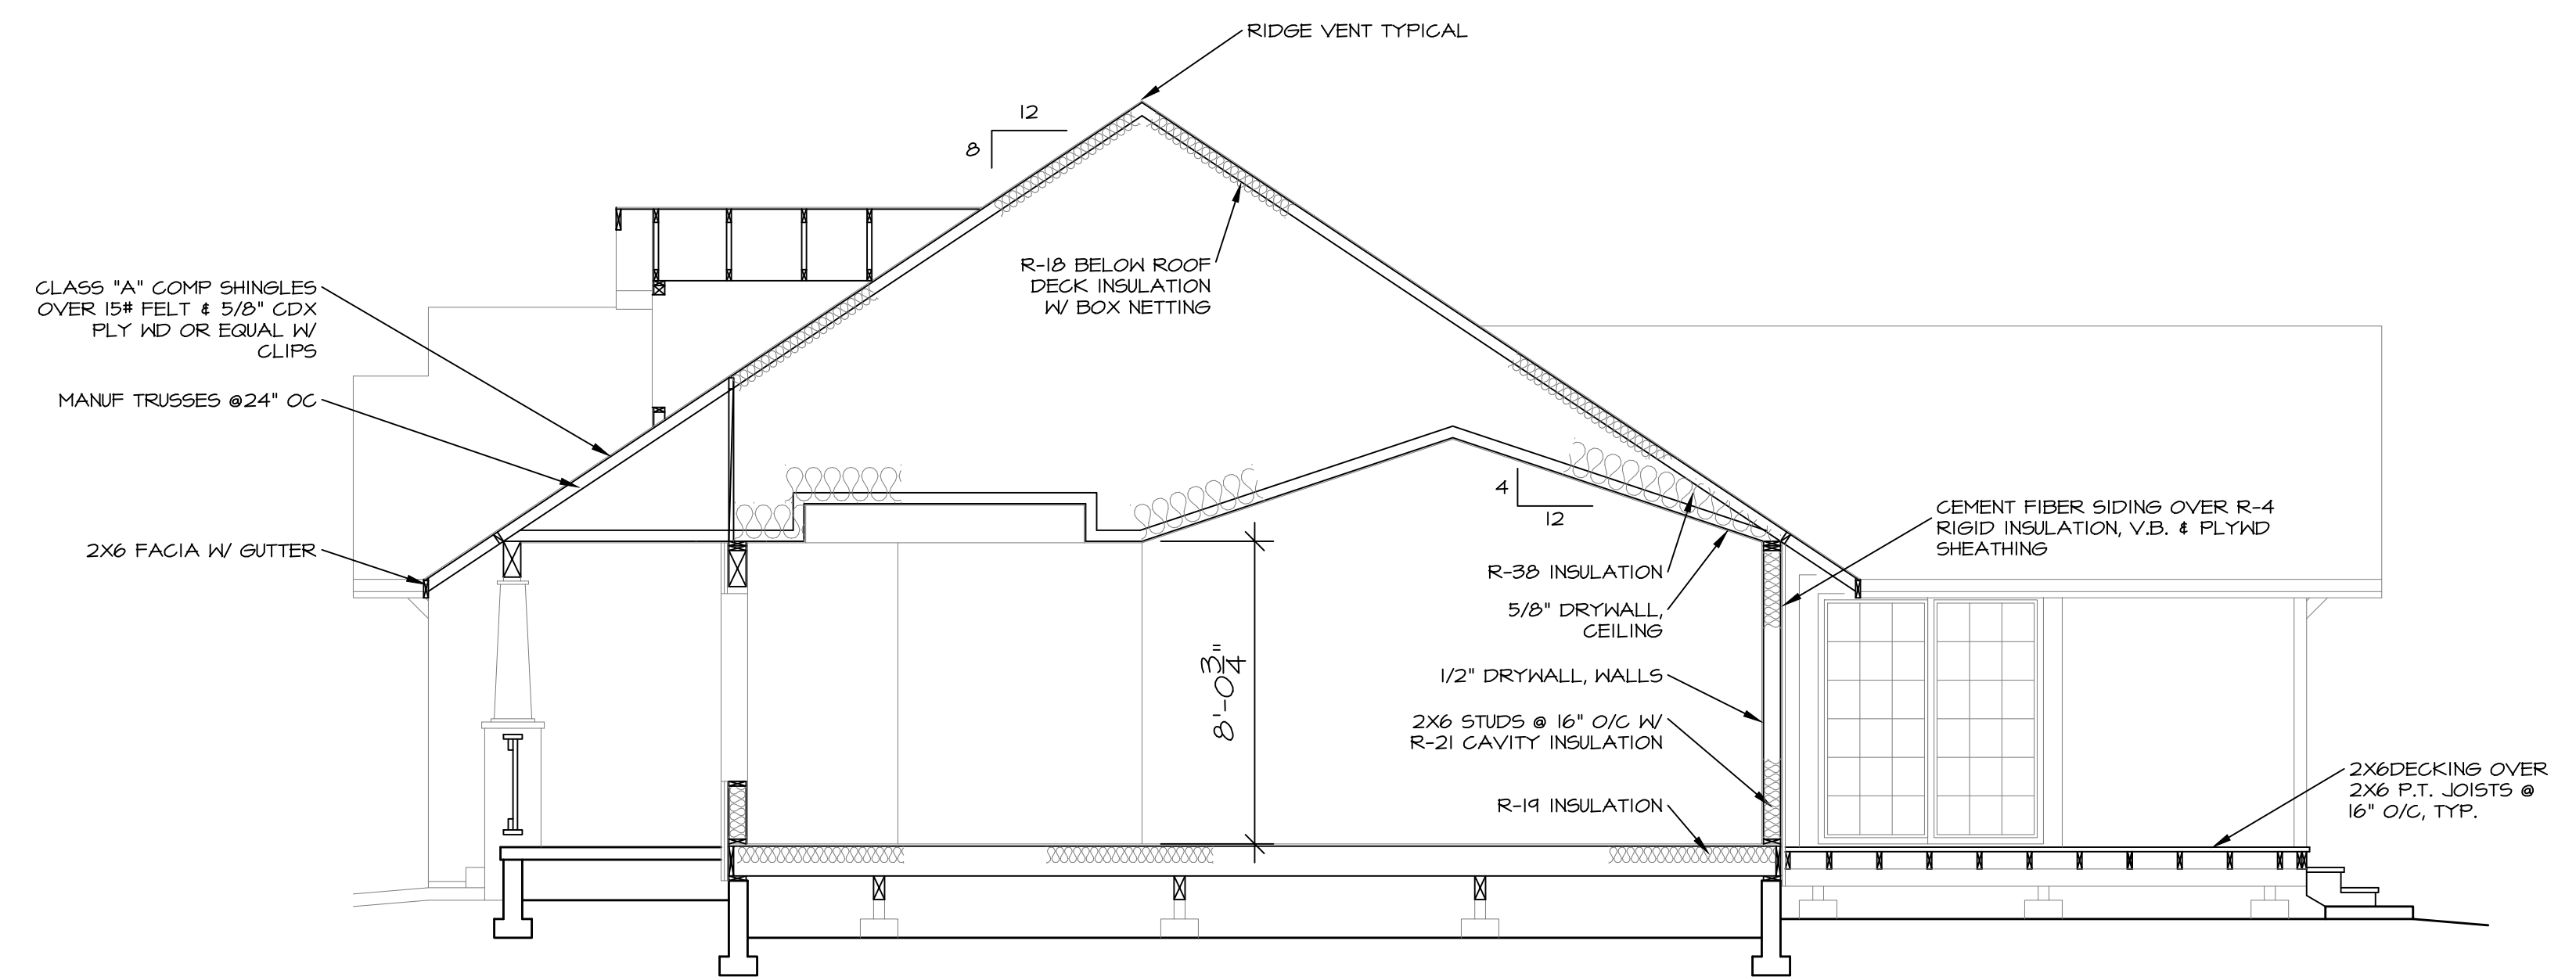 RIDGE VENT TYPICAL
12
8
R-18 BELOW ROOF
DECK INSULATION
W/ BOX NETTING
CLASS "A" COMP SHINGLES
OVER 15# FELT & 5/8" CDX
PLY WD OR EQUAL W/
CLIPS
MANUF TRUSSES @24" OC
2X6 FACIA W/ GUTTER
4
12
CEMENT FIBER SIDING OVER R-4
RIGID INSULATION, V.B. & PLYWD
SHEATHING
R-38 INSULATION
5/8" DRYWALL,
CEILING
8'-0 3/4"
1/2" DRYWALL, WALLS
2X6 STUDS @ 16" O/C W/
R-21 CAVITY INSULATION
R-19 INSULATION
2X6DECKING OVER
2X6 P.T. JOISTS @
16" O/C, TYP.